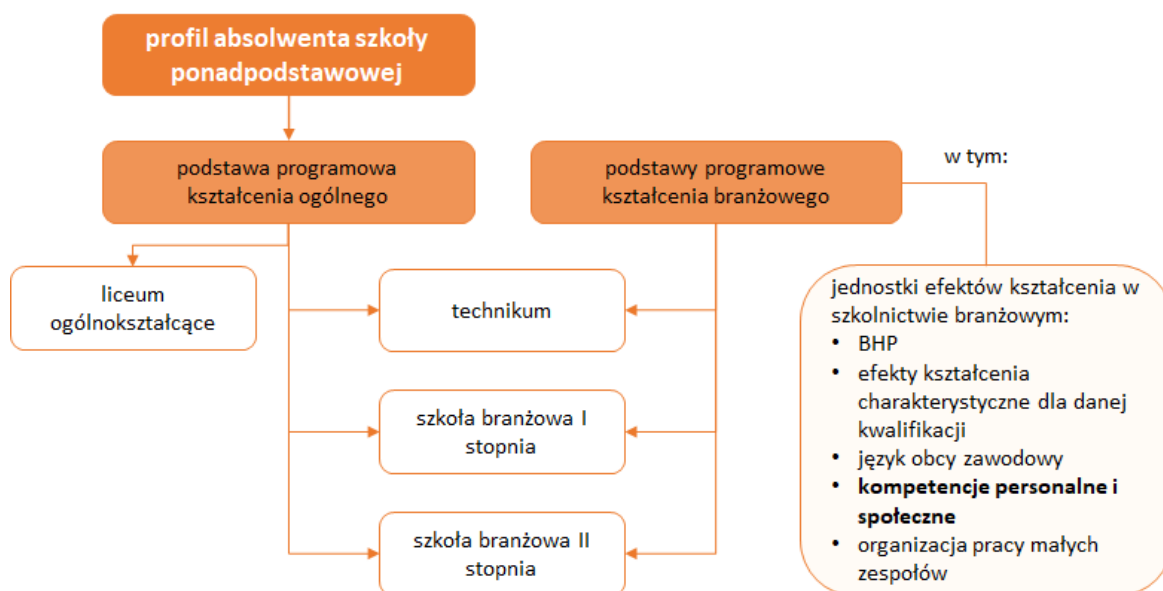 profil absolwenta szkoły
ponadpodstawowej
podstawa programowa
kształcenia ogólnego
podstawy programowe
kształcenia branżowego
w tym:
liceum
ogólnokształcące
technikum
szkoła branżowa I
stopnia
szkoła branżowa II
stopnia
jednostki efektów kształcenia w
szkolnictwie branżowym:
• BHP
• efekty kształcenia
charakterystyczne dla danej
kwalifikacji
• język obcy zawodowy
• kompetencje personalne i
społeczne
• organizacja pracy małych
zespołów